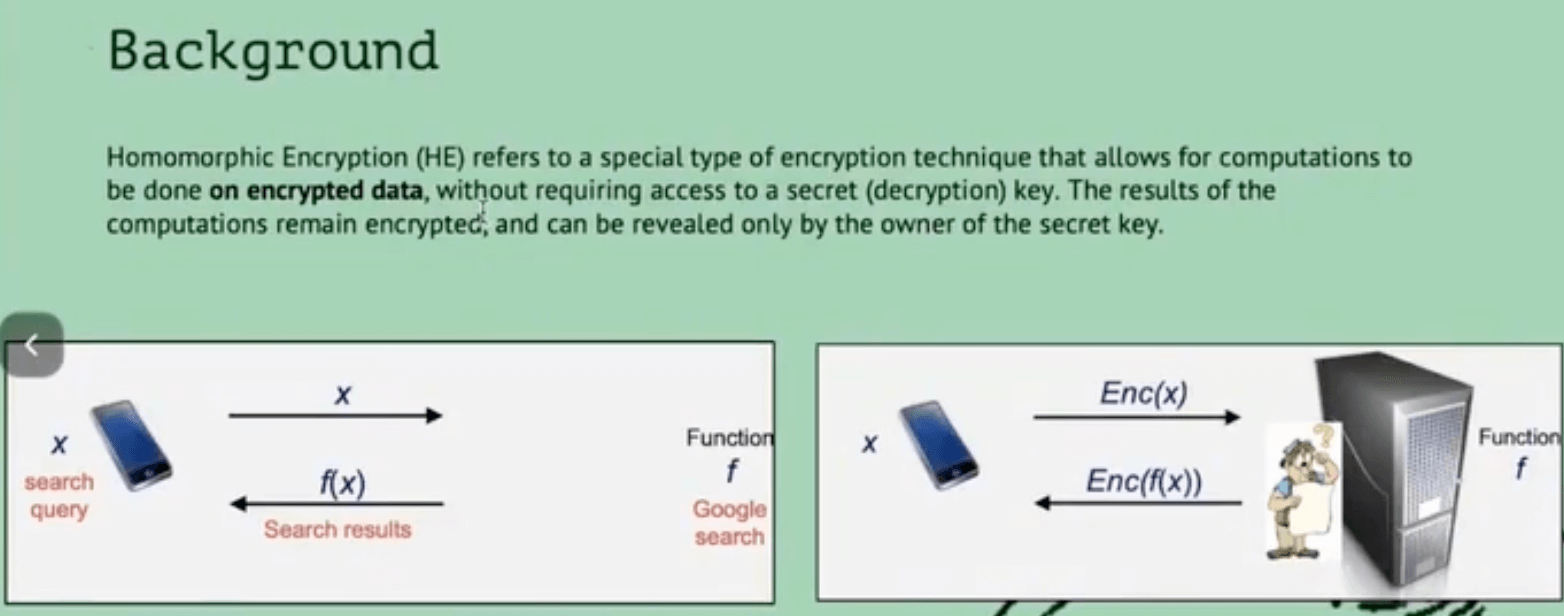 Background
Homomorphic Encryption (HE) refers to a special type of encryption technique that allows for computations to
be done on encrypted data, without requiring access to a secret (decryption) key. The results of the
computations remain encrypted, and can be revealed only by the owner of the secret key.
x
x
search
query
f(x)
Search results
Function
f
Google
search
x
Enc(x)
Enc(f(x))
?
Function
f